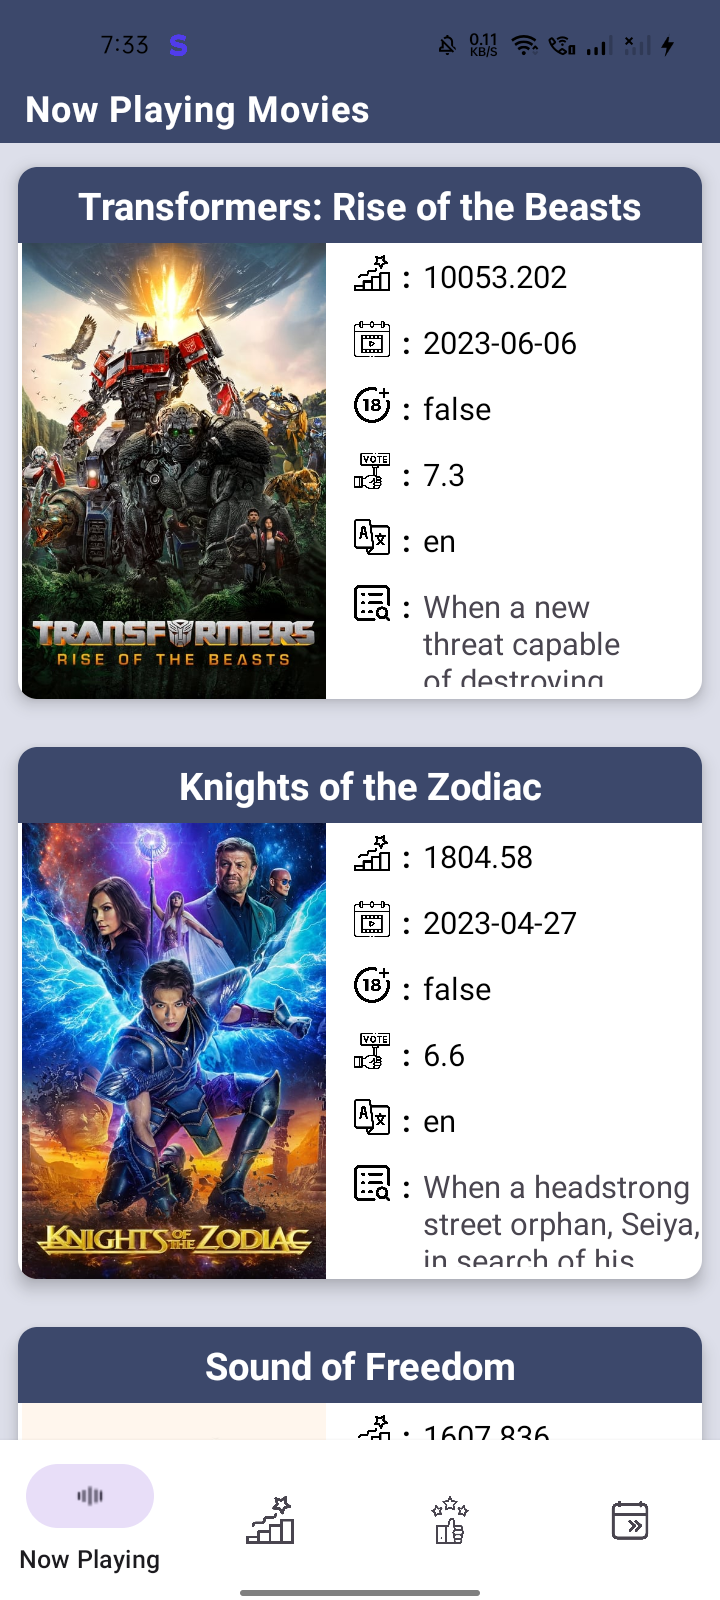 7:33 S 0.11 KB/S
Now Playing Movies
Transformers: Rise of the Beasts
: 10053.202
: 2023-06-06
18+ : false
VOTE : 7.3
A : en
: When a new
threat capable
of destroying
TRANSFORMERS
RISE OF THE BEASTS
Knights of the Zodiac
: 1804.58
: 2023-04-27
18+ : false
VOTE : 6.6
A : en
: When a headstrong
street orphan, Seiya,
in search of his
KNIGHTS OF THE ZODIAC
Sound of Freedom
: 1607.836
Now Playing